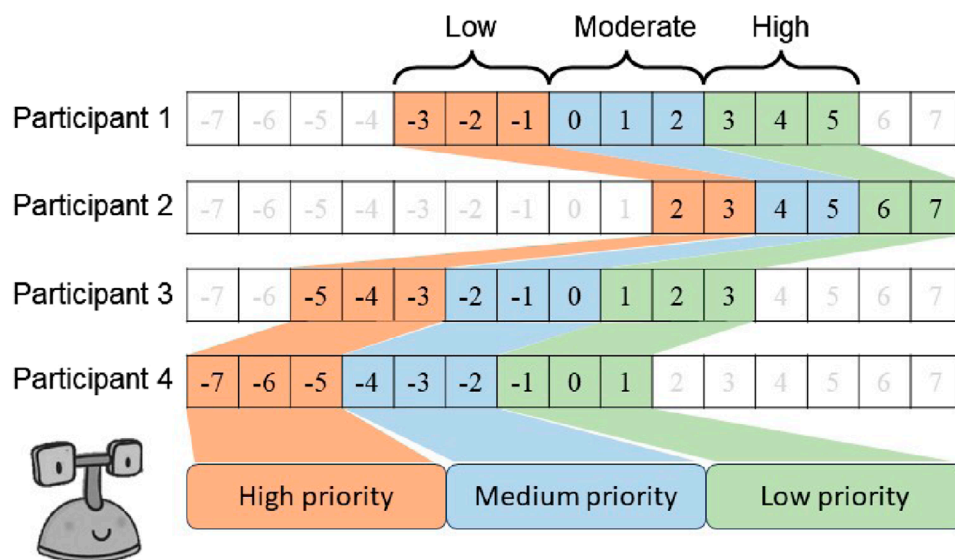 Low Moderate High
Participant 1 -7 -6 -5 -4 -3 -2 -1 0 1 2 3 4 5 6 7
Participant 2 -7 -6 -5 -4 -3 -2 -1 0 1 2 3 4 5 6 7
Participant 3 -7 -6 -5 -4 -3 -2 -1 0 1 2 3 4 5 6 7
Participant 4 -7 -6 -5 -4 -3 -2 -1 0 1 2 3 4 5 6 7
High priority Medium priority Low priority